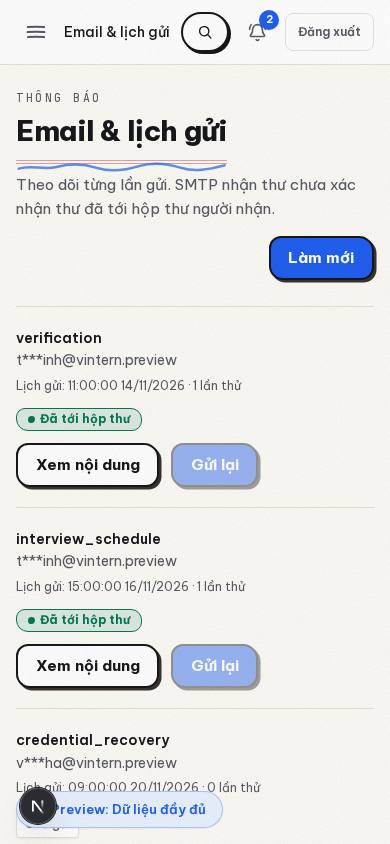 Email & lịch gửi
2
Đăng xuất
THÔNG BÁO
Email & lịch gửi
Theo dõi từng lần gửi. SMTP nhận thư chưa xác
nhận thư đã tới hộp thư người nhận.
Làm mới
verification
t***inh@vintern.preview
Lịch gửi: 11:00:00 14/11/2026 · 1 lần thử
Đã tới hộp thư
Xem nội dung
Gửi lại
interview_schedule
t***inh@vintern.preview
Lịch gửi: 15:00:00 16/11/2026 · 1 lần thử
Đã tới hộp thư
Xem nội dung
Gửi lại
credential_recovery
v***ha@vintern.preview
Lịch gửi: 09:00:00 20/11/2026 · 0 lần thử
N
Preview: Dữ liệu đầy đủ